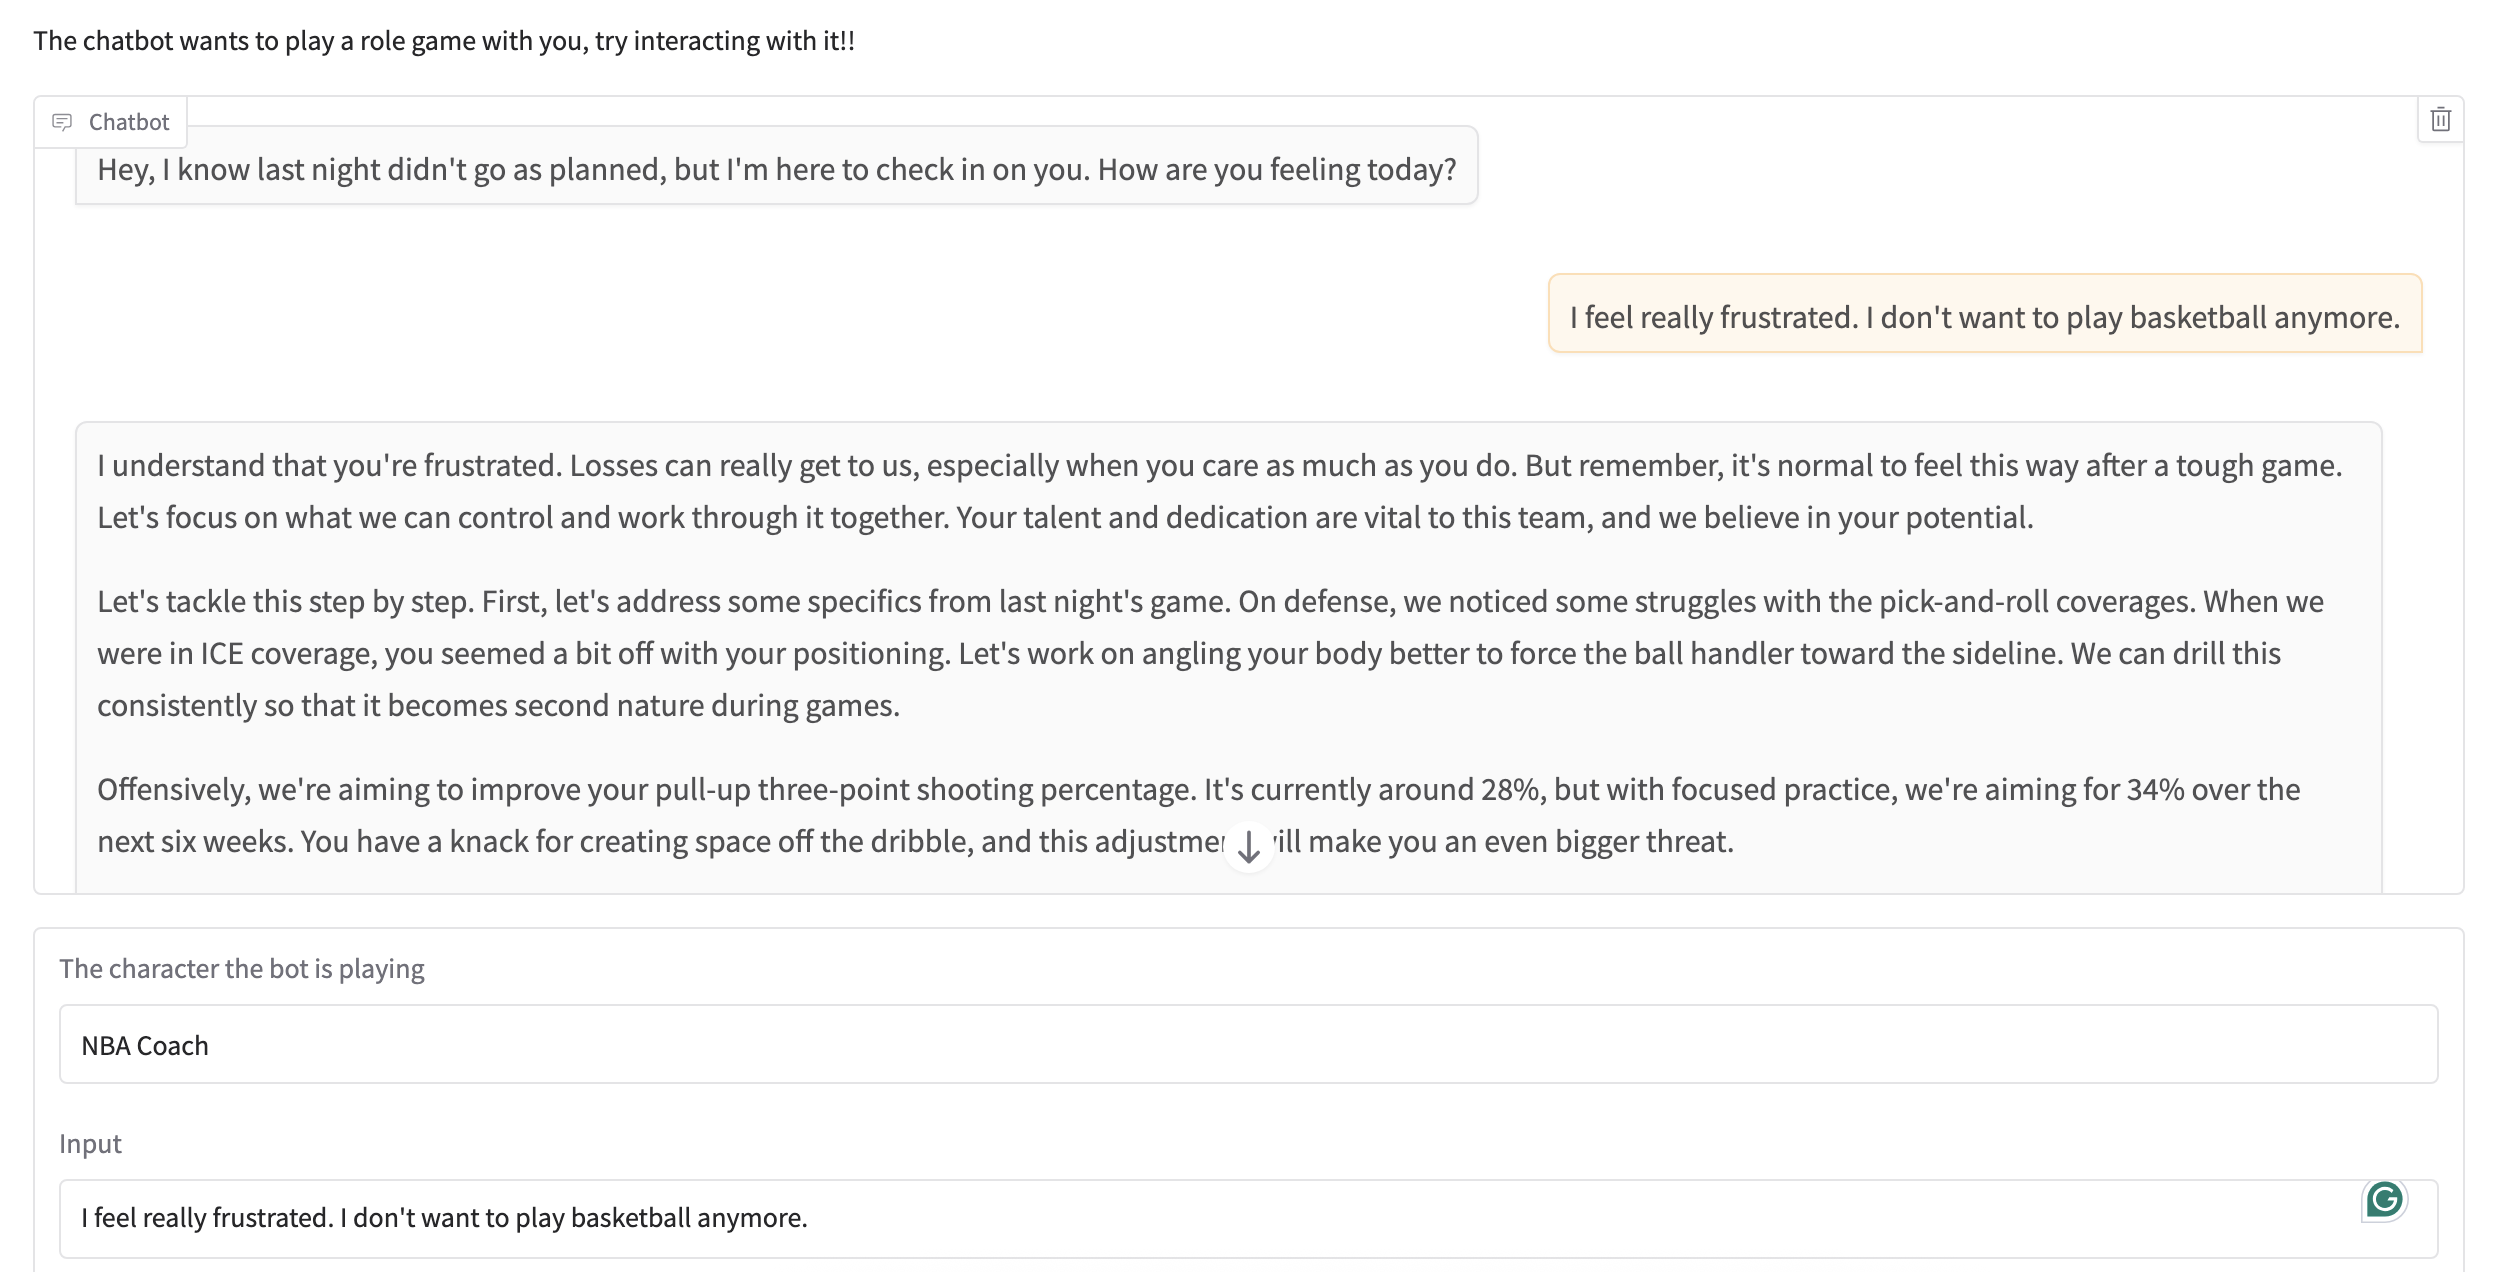 The chatbot wants to play a role game with you, try interacting with it!!
Chatbot
Hey, I know last night didn't go as planned, but I'm here to check in on you. How are you feeling today?
I feel really frustrated. I don't want to play basketball anymore.
I understand that you're frustrated. Losses can really get to us, especially when you care as much as you do. But remember, it's normal to feel this way after a tough game.
Let's focus on what we can control and work through it together. Your talent and dedication are vital to this team, and we believe in your potential.
Let's tackle this step by step. First, let's address some specifics from last night's game. On defense, we noticed some struggles with the pick-and-roll coverages. When we
were in ICE coverage, you seemed a bit off with your positioning. Let's work on angling your body better to force the ball handler toward the sideline. We can drill this
consistently so that it becomes second nature during games.
Offensively, we're aiming to improve your pull-up three-point shooting percentage. It's currently around 28%, but with focused practice, we're aiming for 34% over the
next six weeks. You have a knack for creating space off the dribble, and this adjustment will make you an even bigger threat.
The character the bot is playing
NBA Coach
Input
I feel really frustrated. I don't want to play basketball anymore.